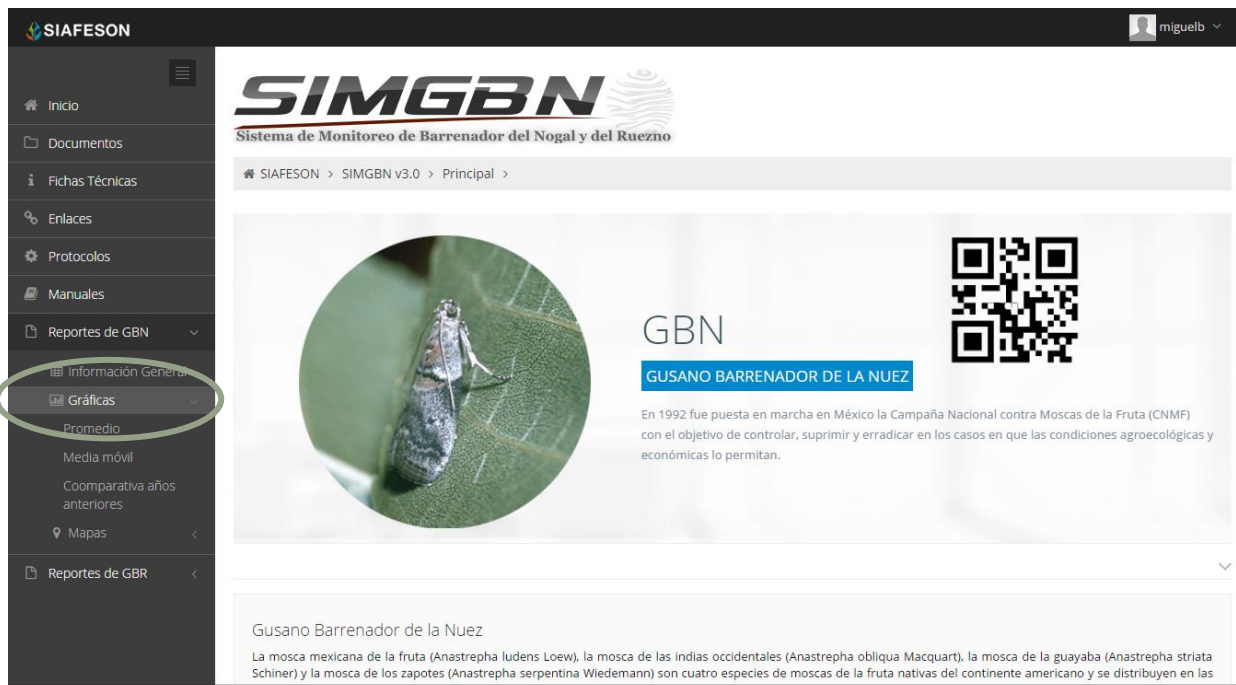 SIAFESON
miguelb
Inicio
Documentos
Fichas Técnicas
Enlaces
Protocolos
Manuales
Reportes de GBN
Información General
Gráficas
Promedio
Media móvil
Coomparativa años
anteriores
Mapas
Reportes de GBR
SIMGBN
Sistema de Monitoreo de Barrenador del Nogal y del Ruezno
SIAFESON > SIMGBN v3.0 > Principal >
GBN
GUSANO BARRENADOR DE LA NUEZ
En 1992 fue puesta en marcha en México la Campaña Nacional contra Moscas de la Fruta (CNMF)
con el objetivo de controlar, suprimir y erradicar en los casos en que las condiciones agroecológicas y
económicas lo permitan.
Gusano Barrenador de la Nuez
La mosca mexicana de la fruta (Anastrepha ludens Loew), la mosca de las indias occidentales (Anastrepha obliqua Macquart), la mosca de la guayaba (Anastrepha striata
Schiner) y la mosca de los zapotes (Anastrepha serpentina Wiedemann) son cuatro especies de moscas de la fruta nativas del continente americano y se distribuyen en las